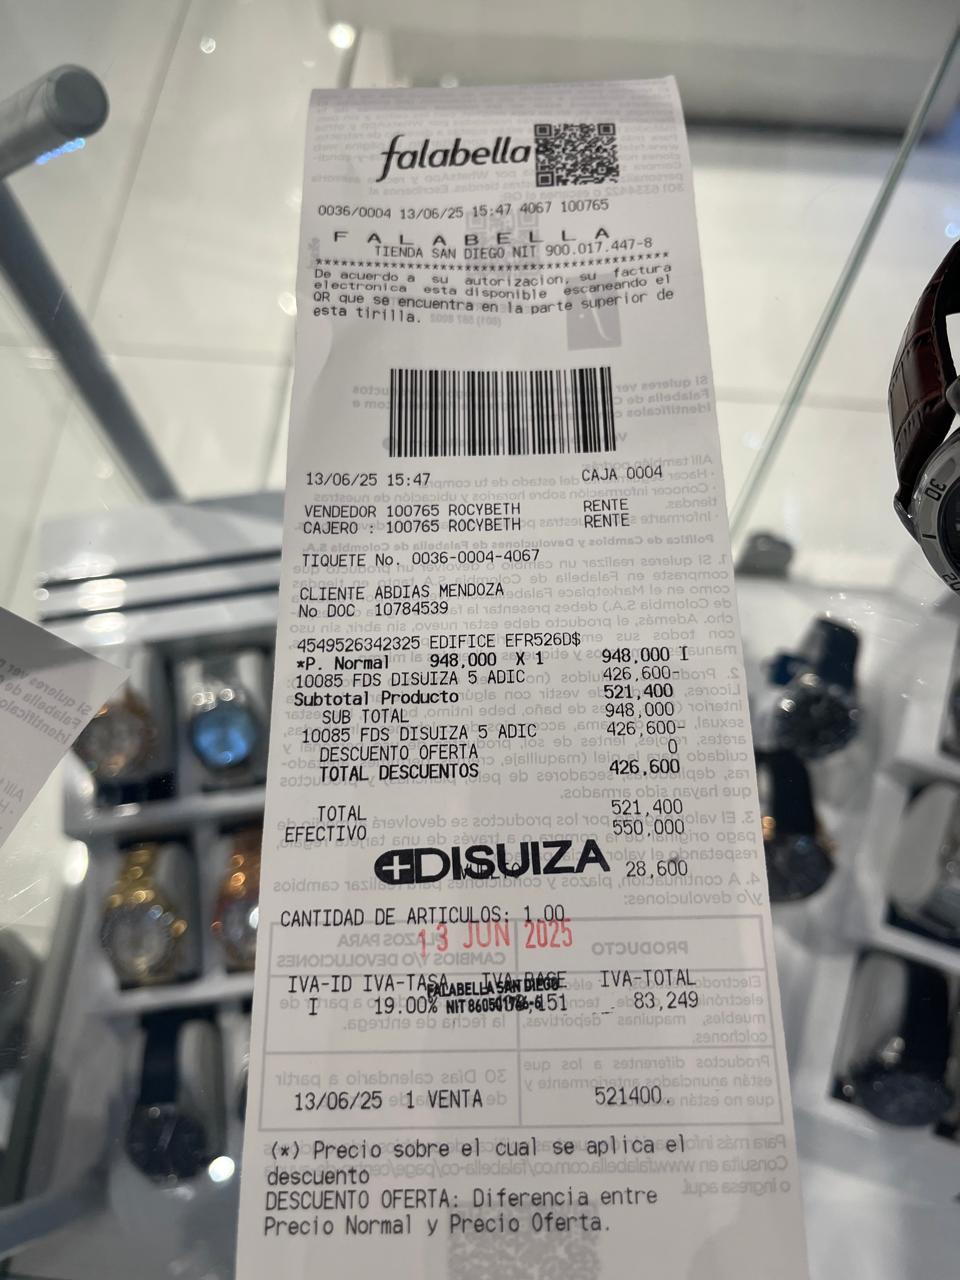 falabella
0036/0004 13/06/25 15:47 4067 100765
F A L A B E L L A
TIENDA SAN DIEGO NIT 900.017.447-8
****************************************
De acuerdo a su autorizacion, su factura
electronica esta disponible escaneando el
QR que se encuentra en la parte superior de
esta tirilla.
13/06/25 15:47 CAJA 0004
VENDEDOR 100765 ROCYBETH RENTE
CAJERO : 100765 ROCYBETH RENTE
TIQUETE No. 0036-0004-4067
CLIENTE ABDIAS MENDOZA
No DOC 10784539
4549526342325 EDIFICE EFR526D$
*P. Normal 948,000 X 1 948,000 I
10085 FDS DISUIZA 5 ADIC 426,600-
Subtotal Producto 521,400
SUB TOTAL 948,000
10085 FDS DISUIZA 5 ADIC 426,600-
DESCUENTO OFERTA 0
TOTAL DESCUENTOS 426,600
TOTAL 521,400
EFECTIVO 550,000
DISUIZA 28,600
CANTIDAD DE ARTICULOS: 1.00
13 JUN 2025
IVA-ID IVA-TASA IVA-BASE IVA-TOTAL
FALABELLA SAN DIEGO
I 19.00% 83,249
13/06/25 1 VENTA 521400.
(*) Precio sobre el cual se aplica el
descuento
DESCUENTO OFERTA: Diferencia entre
Precio Normal y Precio Oferta.